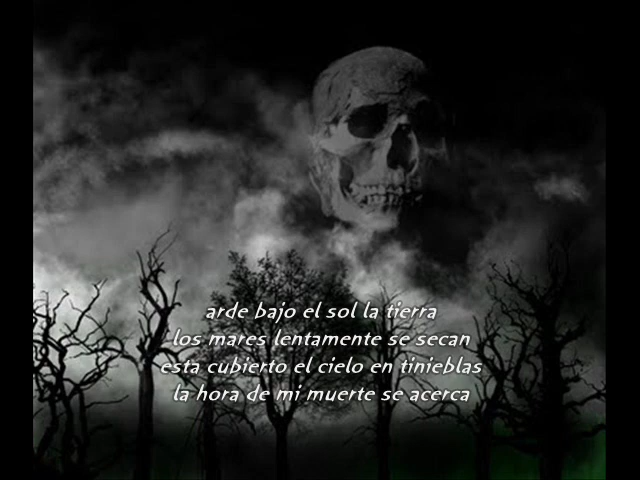 arde bajo el sol la tierra
los mares lentamente se secan
esta cubierto el cielo en tinieblas
la hora de mi muerte se acerca